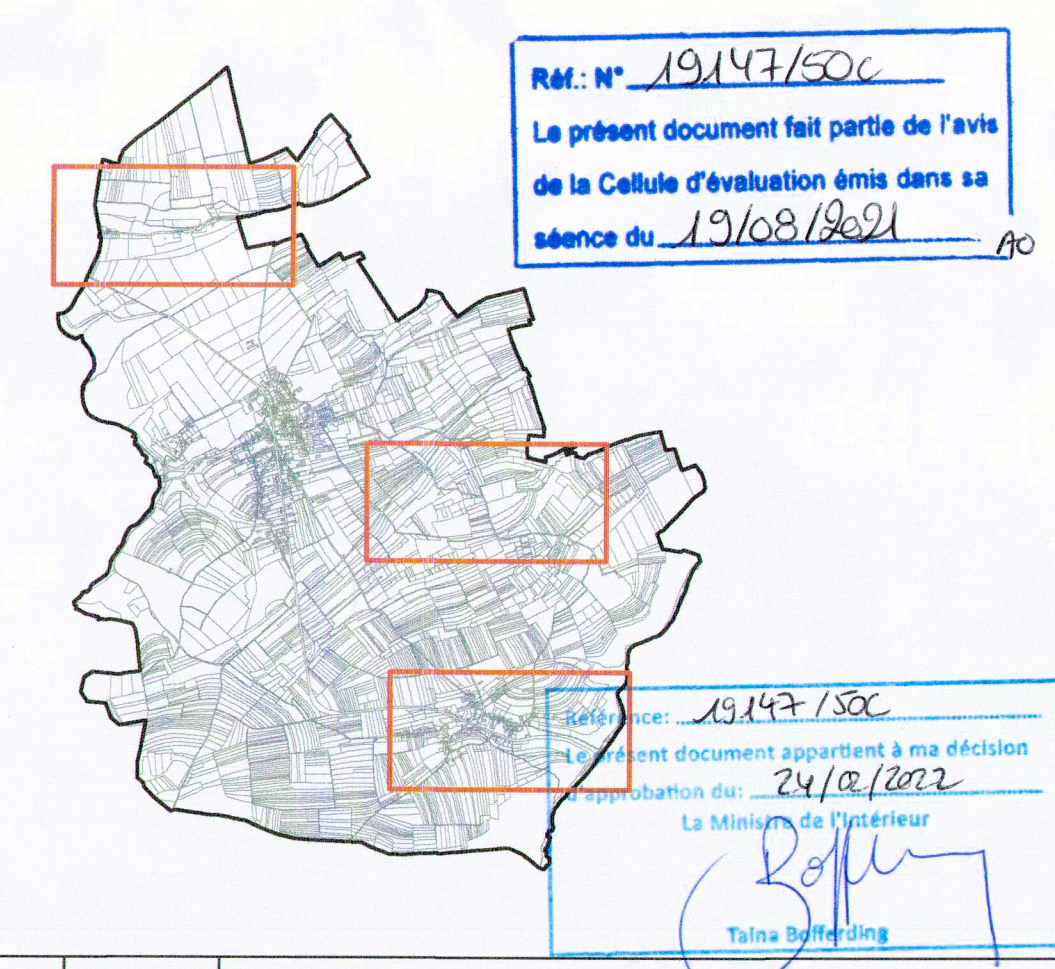 Réf.: N° 19147/50C
Le présent document fait partie de l'avis
de la Cellule d'évaluation émis dans sa
séance du 19/08/2021
AO
Référence: 19147/50C
Le présent document appartient à ma décision
d'approbation du: 24/02/2022
La Ministre de l'Intérieur
Taina Bofferding